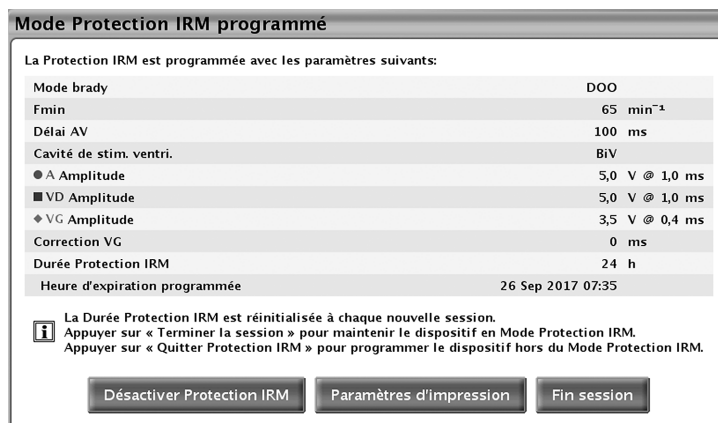 Mode Protection IRM programmé
La Protection IRM est programmée avec les paramètres suivants:
Mode brady DOO
Fmin 65 min⁻¹
Délai AV 100 ms
Cavité de stim. ventri. BiV
A Amplitude 5,0 V @ 1,0 ms
VD Amplitude 5,0 V @ 1,0 ms
VG Amplitude 3,5 V @ 0,4 ms
Correction VG 0 ms
Durée Protection IRM 24 h
Heure d'expiration programmée 26 Sep 2017 07:35
La Durée Protection IRM est réinitialisée à chaque nouvelle session.
Appuyer sur « Terminer la session » pour maintenir le dispositif en Mode Protection IRM.
Appuyer sur « Quitter Protection IRM » pour programmer le dispositif hors du Mode Protection IRM.
Désactiver Protection IRM Paramètres d'impression Fin session